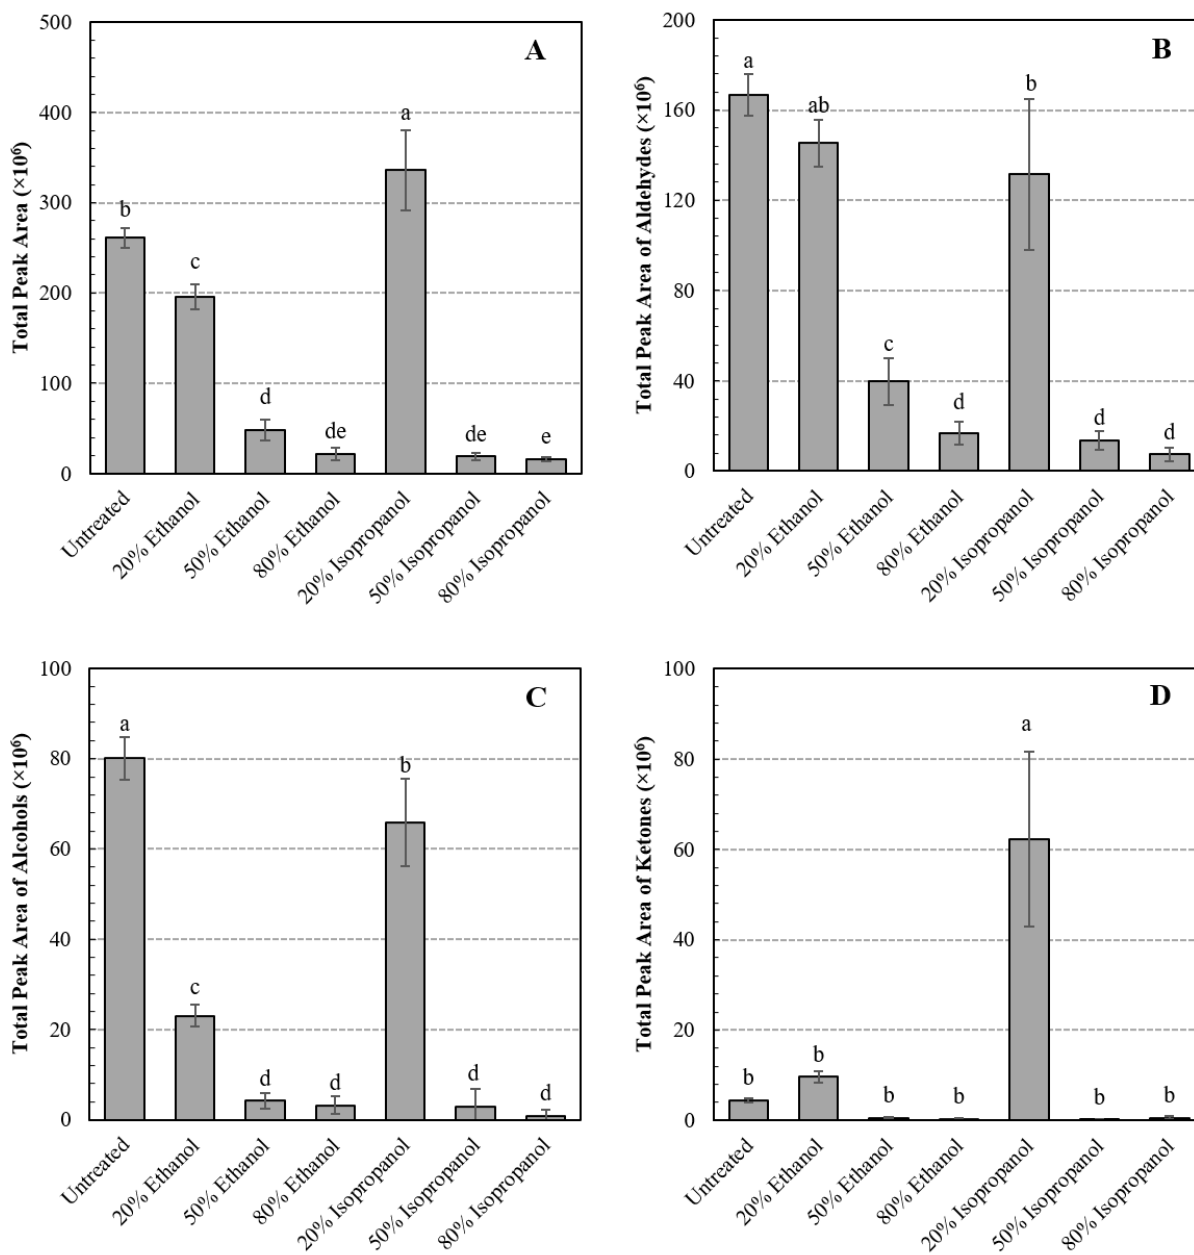 A
Total Peak Area (×10⁶)
500
400
300
200
100
0
b
c
d
de
a
de
e
Untreated
20% Ethanol
50% Ethanol
80% Ethanol
20% Isopropanol
50% Isopropanol
80% Isopropanol
B
Total Peak Area of Aldehydes (×10⁶)
200
160
120
80
40
0
a
ab
c
d
b
d
d
Untreated
20% Ethanol
50% Ethanol
80% Ethanol
20% Isopropanol
50% Isopropanol
80% Isopropanol
C
Total Peak Area of Alcohols (×10⁶)
100
80
60
40
20
0
a
c
d
d
b
d
d
Untreated
20% Ethanol
50% Ethanol
80% Ethanol
20% Isopropanol
50% Isopropanol
80% Isopropanol
D
Total Peak Area of Ketones (×10⁶)
100
80
60
40
20
0
b
b
b
b
a
b
b
Untreated
20% Ethanol
50% Ethanol
80% Ethanol
20% Isopropanol
50% Isopropanol
80% Isopropanol